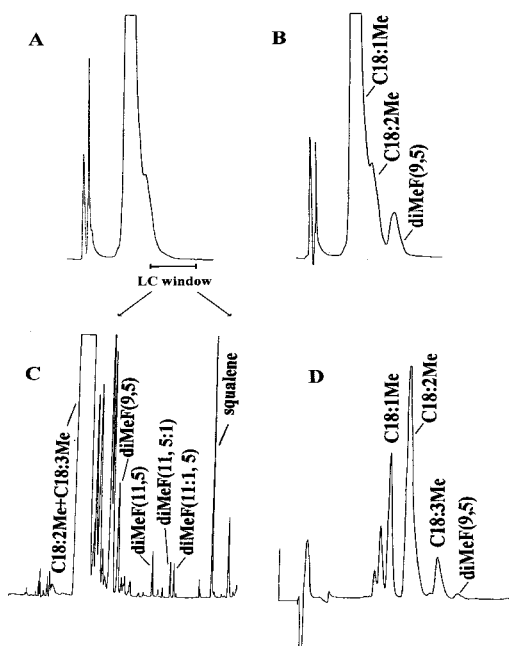 A
B
C18:1Me
C18:2Me
diMeF(9,5)
LC window
C
D
C18:2Me+C18:3Me
diMeF(9,5)
diMeF(11,5)
diMeF(11, 5:1)
diMeF(11:1, 5)
squalene
C18:1Me
C18:2Me
C18:3Me
diMeF(9,5)